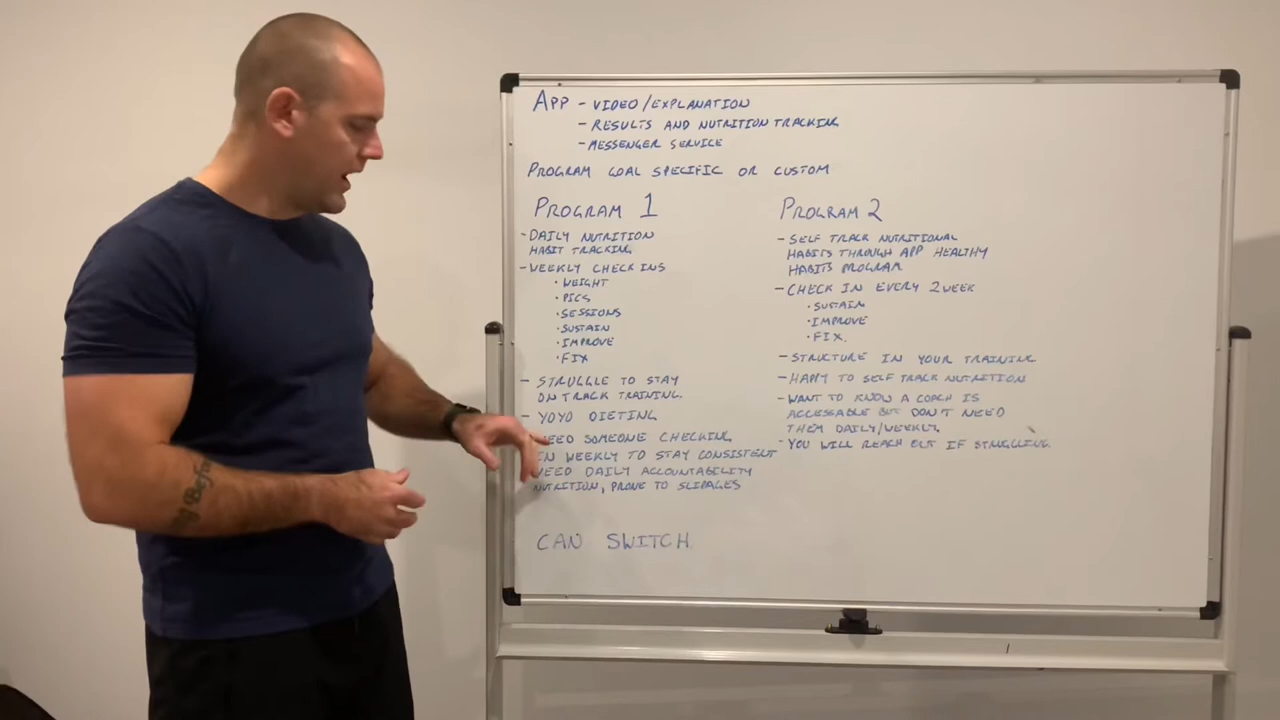 APP - VIDEO/EXPLANATION
- RESULTS AND NUTRITION TRACKING
- MESSENGER SERVICE
PROGRAM GOAL SPECIFIC OR CUSTOM
PROGRAM 1
- DAILY NUTRITION
HABIT TRACKING
- WEEKLY CHECK INS
• WEIGHT
• PICS
• SESSIONS
• SUSTAIN
• IMPROVE
• FIX
- STRUGGLE TO STAY
ON TRACK TRAINING.
- YOYO DIETING
NEED SOMEONE CHECKING
IN WEEKLY TO STAY CONSISTENT
NEED DAILY ACCOUNTABILITY
NUTRITION, PRONE TO SLIPAGES
CAN SWITCH.
PROGRAM 2
- SELF TRACK NUTRITIONAL
HABITS THROUGH APP HEALTHY
HABITS PROGRAM
- CHECK IN EVERY 2 WEEK
• SUSTAIN
• IMPROVE
• FIX.
- STRUCTURE IN YOUR TRAINING
- HAPPY TO SELF TRACK NUTRITION
- WANT TO KNOW A COACH IS
ACCESSABLE BUT DON'T NEED
THEM DAILY/WEEKLY.
- YOU WILL REACH OUT IF STRUGGLING.